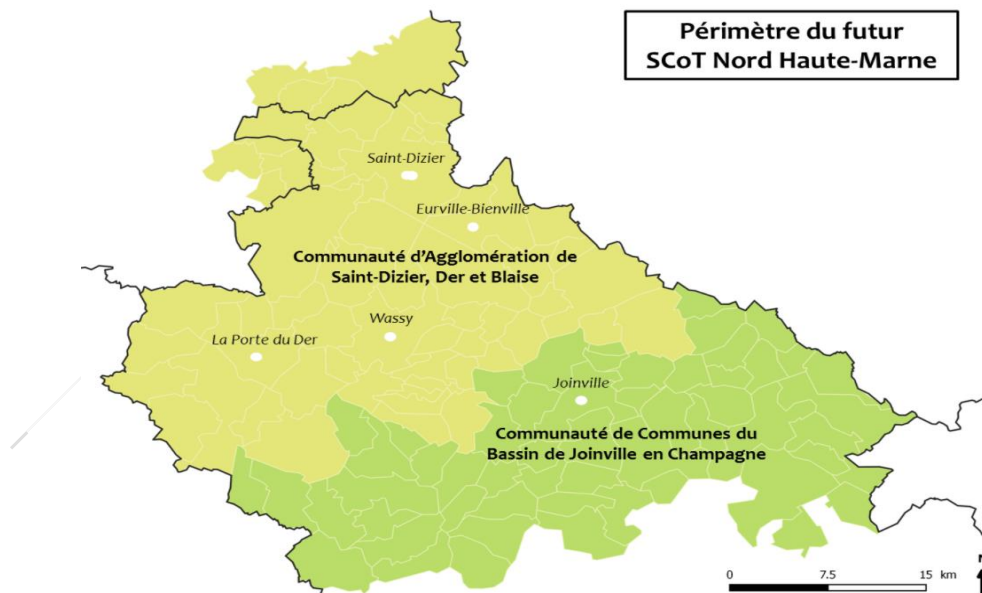 Périmètre du futur
SCoT Nord Haute-Marne
Saint-Dizier
Eurville-Bienville
Communauté d'Agglomération de
Saint-Dizier, Der et Blaise
Wassy
La Porte du Der
Joinville
Communauté de Communes du
Bassin de Joinville en Champagne
0 7.5 15 km